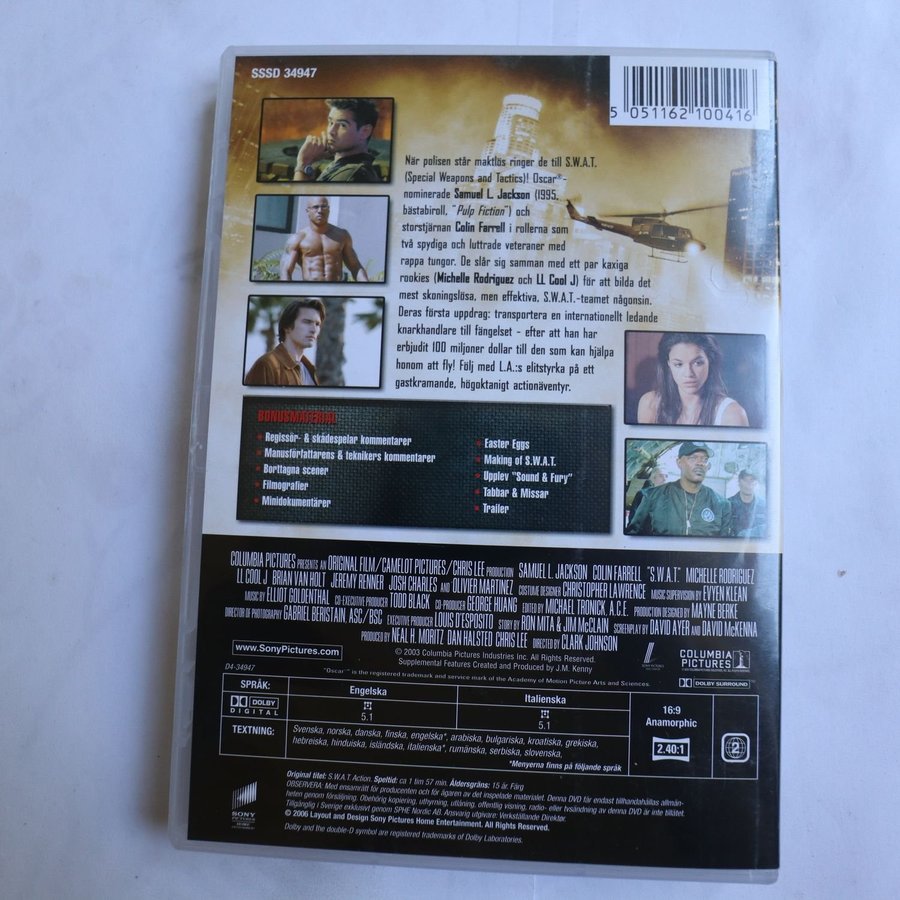 SSSD 34947
5 051162 100416
När polisen står maktlös ringer de till S.W.A.T.
(Special Weapons and Tactics)! Oscar®-
nominerade Samuel L. Jackson (1995,
bästabiroll, "Pulp Fiction") och
storstjärnan Colin Farrell i rollerna som
två spydiga och luttrade veteraner med
rappa tungor. De slår sig samman med ett par kaxiga
rookies (Michelle Rodriguez och LL Cool J) för att bilda det
mest skoningslösa, men effektiva, S.W.A.T.-teamet någonsin.
Deras första uppdrag: transportera en internationellt ledande
knarkhandlare till fängelset - efter att han har
erbjudit 100 miljoner dollar till den som kan hjälpa
honom att fly! Följ med L.A.:s elitstyrka på ett
gastkramande, högoktanigt actionäventyr.
BONUSMATERIAL
Regissör- & skådespelar kommentarer
Manusförfattarens & teknikers kommentarer
Borttagna scener
Filmografier
Minidokumentärer
Easter Eggs
Making of S.W.A.T.
Upplev "Sound & Fury"
Tabbar & Missar
Trailer
COLUMBIA PICTURES PRESENTS AN ORIGINAL FILM/CAMELOT PICTURES/CHRIS LEE PRODUCTION SAMUEL L. JACKSON COLIN FARRELL "S.W.A.T." MICHELLE RODRIGUEZ
LL COOL J BRIAN VAN HOLT JEREMY RENNER JOSH CHARLES AND OLIVIER MARTINEZ COSTUME DESIGNER CHRISTOPHER LAWRENCE MUSIC SUPERVISION BY EVYEN KLEAN
MUSIC BY ELLIOT GOLDENTHAL CO-EXECUTIVE PRODUCER TODD BLACK CO-PRODUCER GEORGE HUANG EDITED BY MICHAEL TRONICK, A.C.E. PRODUCTION DESIGNED BY MAYNE BERKE
DIRECTOR OF PHOTOGRAPHY GABRIEL BERISTAIN, ASC/BSC EXECUTIVE PRODUCER LOUIS D'ESPOSITO STORY BY RON MITA & JIM McCLAIN SCREENPLAY BY DAVID AYER AND DAVID McKENNA
PRODUCED BY NEAL H. MORITZ DAN HALSTED CHRIS LEE DIRECTED BY CLARK JOHNSON
www.SonyPictures.com
© 2003 Columbia Pictures Industries Inc. All Rights Reserved.
Supplemental Features Created and Produced by J.M. Kenny
COLUMBIA
PICTURES
D4-34947
"Oscar®" is the registered trademark and service mark of the Academy of Motion Picture Arts and Sciences.
DOLBY SURROUND
SPRÅK:
Engelska
Italienska
DOLBY
DIGITAL
5.1
5.1
TEXTNING:
Svenska, norska, danska, finska, engelska*, arabiska, bulgariska, kroatiska, grekiska,
hebreiska, hinduiska, isländska, italienska*, rumänska, serbiska, slovenska,
*Menyerna finns på följande språk
16:9
Anamorphic
2.40:1
2
Original titel: S.W.A.T. Action. Speltid: ca 1 tim 57 min. Åldersgräns: 15 år. Färg
OBSERVERA: Med ensamrätt för producenten och för ägaren av det inspelade materialet. Denna DVD får endast tillhandahållas allmän-
heten genom försäljning. Obehörig kopiering, uthyrning, utlåning, offentlig visning, radio- eller tvsändning av denna DVD är inte tillåtet.
Tillgänglig i Sverige exklusivt genom SPHE Nordic AB. Ansvarig utgivare: Verkställande Direktör.
© 2006 Layout and Design Sony Pictures Home Entertainment. All Rights Reserved.
Dolby and the double-D symbol are registered trademarks of Dolby Laboratories.
SONY
PICTURES